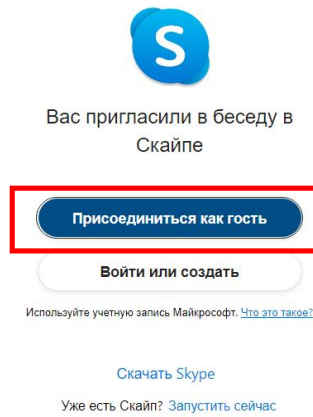 S
Вас пригласили в беседу в
Скайпе
Присоединиться как гость
Войти или создать
Используйте учетную запись Майкрософт. Что это такое?
Скачать Skype
Уже есть Скайп? Запустить сейчас